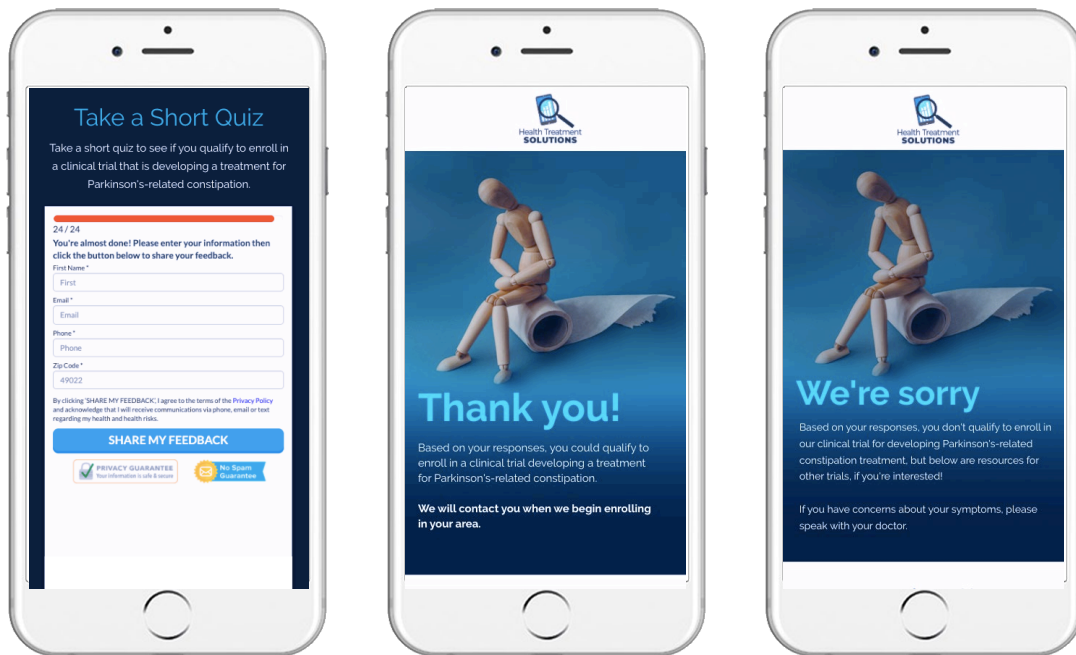 Take a Short Quiz
Take a short quiz to see if you qualify to enroll in
a clinical trial that is developing a treatment for
Parkinson's-related constipation.
24 / 24
You're almost done! Please enter your information then
click the button below to share your feedback.
First Name *
First
Email *
Email
Phone *
Phone
Zip Code *
49022
By clicking 'SHARE MY FEEDBACK', I agree to the terms of the Privacy Policy
and acknowledge that I will receive communications via phone, email or text
regarding my health and health risks.
SHARE MY FEEDBACK
PRIVACY GUARANTEE
Your information is safe & secure
No Spam
Guarantee
Health Treatment
SOLUTIONS
Thank you!
Based on your responses, you could qualify to
enroll in a clinical trial developing a treatment
for Parkinson's-related constipation.
We will contact you when we begin enrolling
in your area.
Health Treatment
SOLUTIONS
We're sorry
Based on your responses, you don't qualify to enroll in
our clinical trial for developing Parkinson's-related
constipation treatment, but below are resources for
other trials, if you're interested!
If you have concerns about your symptoms, please
speak with your doctor.